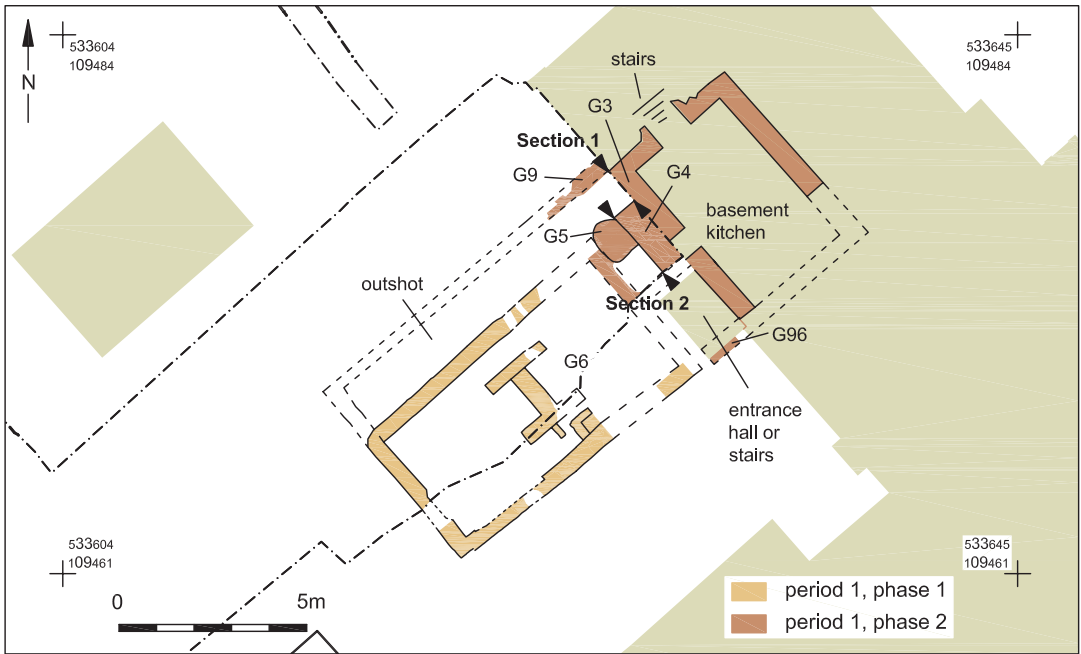 533604
109484
N
533645
109484
stairs
G3
Section 1
G9
G4
G5
basement
kitchen
outshot
Section 2
G96
G6
entrance
hall or
stairs
533604
109461
533645
109461
0
5m
period 1, phase 1
period 1, phase 2